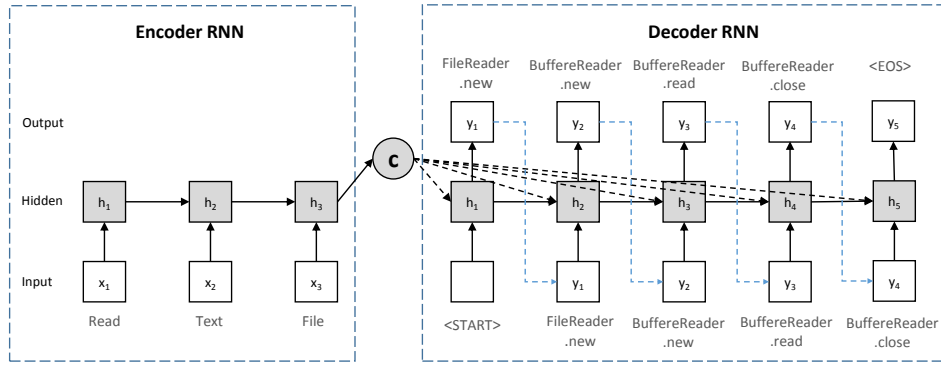 Encoder RNN
Decoder RNN
FileReader
.new
BuffereReader
.new
BuffereReader
.read
BuffereReader
.close
<EOS>
Output
y1
y2
y3
y4
y5
c
Hidden
h1
h2
h3
h1
h2
h3
h4
h5
Input
x1
x2
x3
y1
y2
y3
y4
Read
Text
File
<START>
FileReader
.new
BuffereReader
.new
BuffereReader
.read
BuffereReader
.close